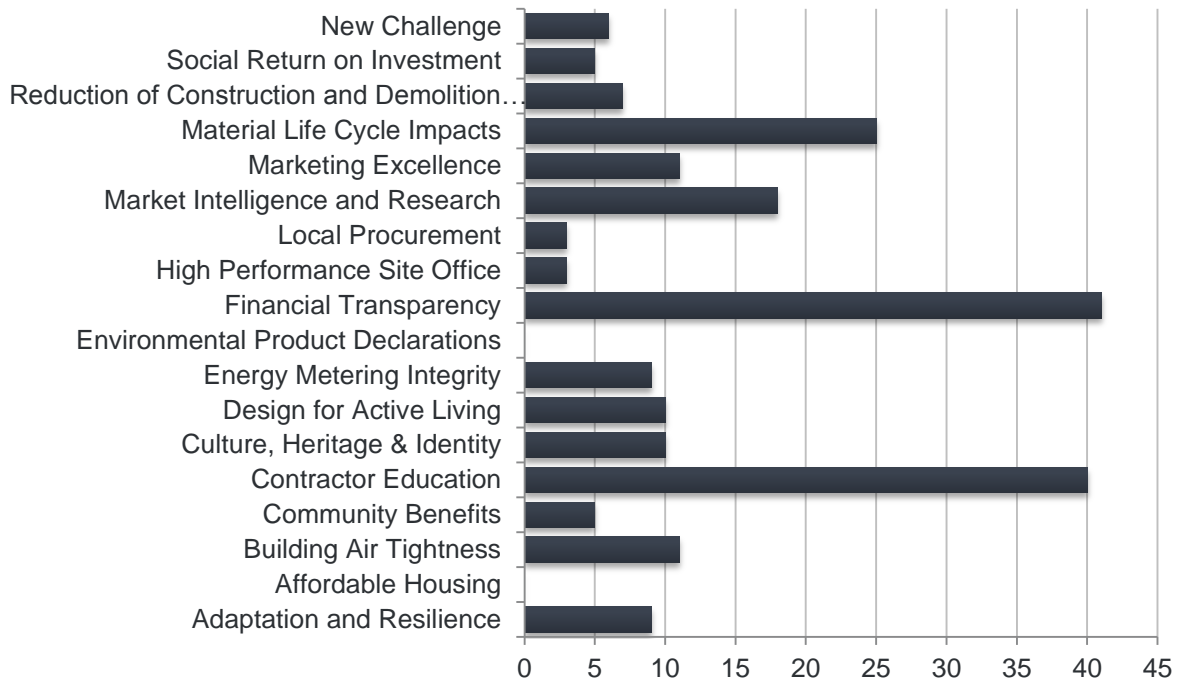 New Challenge
Social Return on Investment
Reduction of Construction and Demolition…
Material Life Cycle Impacts
Marketing Excellence
Market Intelligence and Research
Local Procurement
High Performance Site Office
Financial Transparency
Environmental Product Declarations
Energy Metering Integrity
Design for Active Living
Culture, Heritage & Identity
Contractor Education
Community Benefits
Building Air Tightness
Affordable Housing
Adaptation and Resilience
0 5 10 15 20 25 30 35 40 45